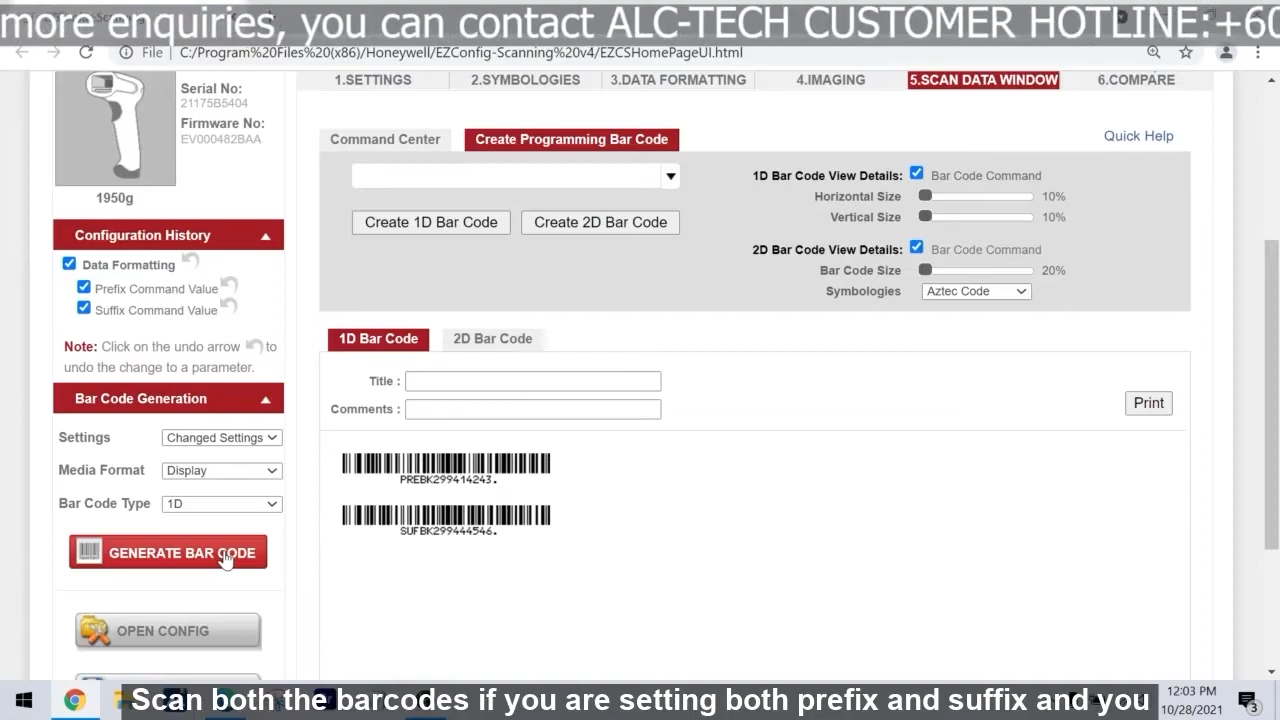 more enquiries, you can contact ALC-TECH CUSTOMER HOTLINE:+60
File | C:/Program%20Files%20(x86)/Honeywell/EZConfig-Scanning%20v4/EZCSHomePageUI.html
1.SETTINGS 2.SYMBOLOGIES 3.DATA FORMATTING 4.IMAGING 5.SCAN DATA WINDOW 6.COMPARE
Serial No:
21175B5404
Firmware No:
EV000482BAA
1950g
Command Center Create Programming Bar Code Quick Help
1D Bar Code View Details: Bar Code Command
Horizontal Size 10%
Vertical Size 10%
Create 1D Bar Code Create 2D Bar Code
2D Bar Code View Details: Bar Code Command
Bar Code Size 20%
Symbologies Aztec Code
Configuration History
Data Formatting
Prefix Command Value
Suffix Command Value
Note: Click on the undo arrow to
undo the change to a parameter.
Bar Code Generation
Settings Changed Settings
Media Format Display
Bar Code Type 1D
GENERATE BAR CODE
OPEN CONFIG
1D Bar Code 2D Bar Code
Title :
Comments :
Print
PREBK299414243.
SUFBK299444546.
Scan both the barcodes if you are setting both prefix and suffix and you
12:03 PM
10/28/2021
3